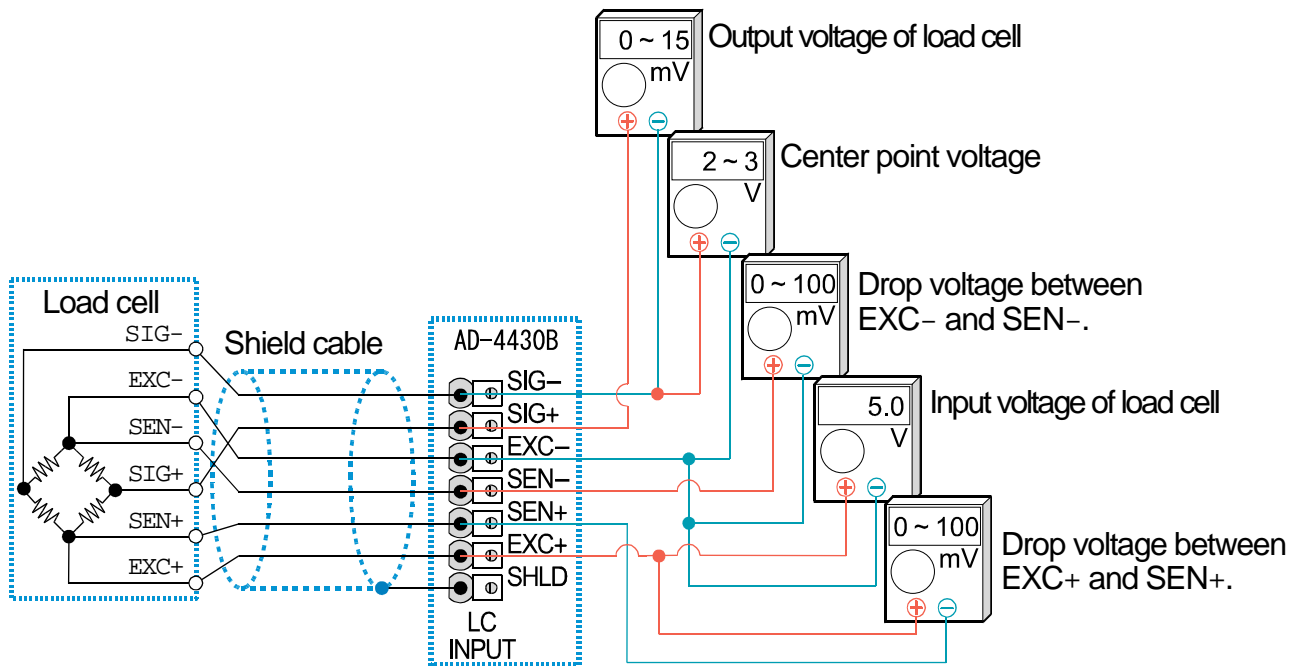 0 ~ 15
mV
Output voltage of load cell
2 ~ 3
V
Center point voltage
0 ~ 100
mV
Drop voltage between
EXC− and SEN−.
5.0
V
Input voltage of load cell
0 ~ 100
mV
Drop voltage between
EXC+ and SEN+.
Load cell
SIG-
EXC-
SEN-
SIG+
SEN+
EXC+
Shield cable
AD-4430B
SIG−
SIG+
EXC−
SEN−
SEN+
EXC+
SHLD
LC
INPUT